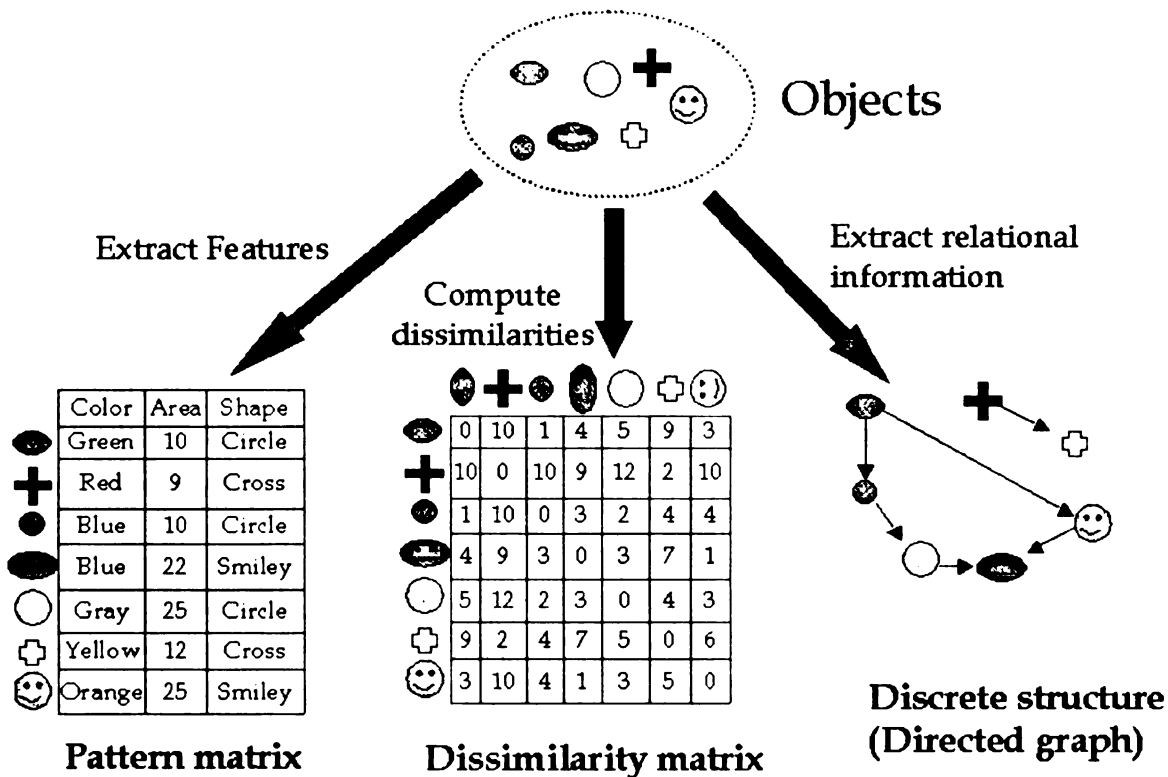 Objects
Extract Features
Compute
dissimilarities
Extract relational
information
Color Area Shape
Green 10 Circle
Red 9 Cross
Blue 10 Circle
Blue 22 Smiley
Gray 25 Circle
Yellow 12 Cross
Orange 25 Smiley
Pattern matrix
0 10 1 4 5 9 3
10 0 10 9 12 2 10
1 10 0 3 2 4 4
4 9 3 0 3 7 1
5 12 2 3 0 4 3
9 2 4 7 5 0 6
3 10 4 1 3 5 0
Dissimilarity matrix
Discrete structure
(Directed graph)